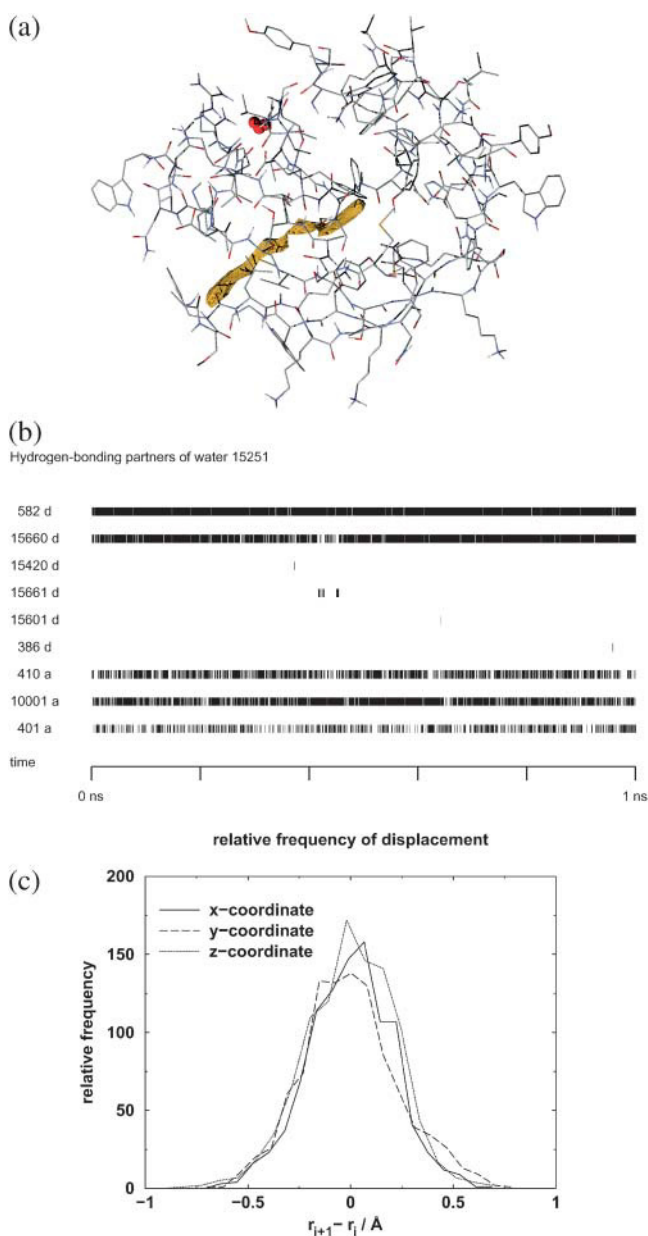 (a)
(b)
Hydrogen-bonding partners of water 15251
582 d
15660 d
15420 d
15661 d
15601 d
386 d
410 a
10001 a
401 a
time
0 ns 1 ns
relative frequency of displacement
(c)
200
150
100
50
0
relative frequency
x-coordinate
y-coordinate
z-coordinate
-1 -0.5 0 0.5 1
r i+1 - r i / Å